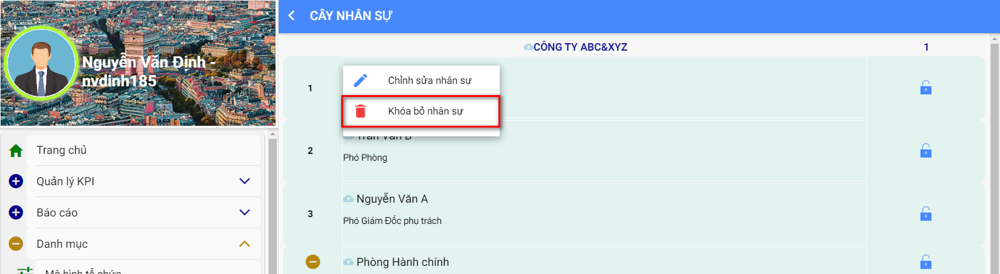 Nguyễn Văn Định -
nvdinh185
Trang chủ
Quản lý KPI
Báo cáo
Danh mục
Mô hình tổ chức
CÂY NHÂN SỰ
CÔNG TY ABC&XYZ 1
1
Chỉnh sửa nhân sự
Khóa bỏ nhân sự
2
Trần Văn B
Phó Phòng
3
Nguyễn Văn A
Phó Giám Đốc phụ trách
Phòng Hành chính